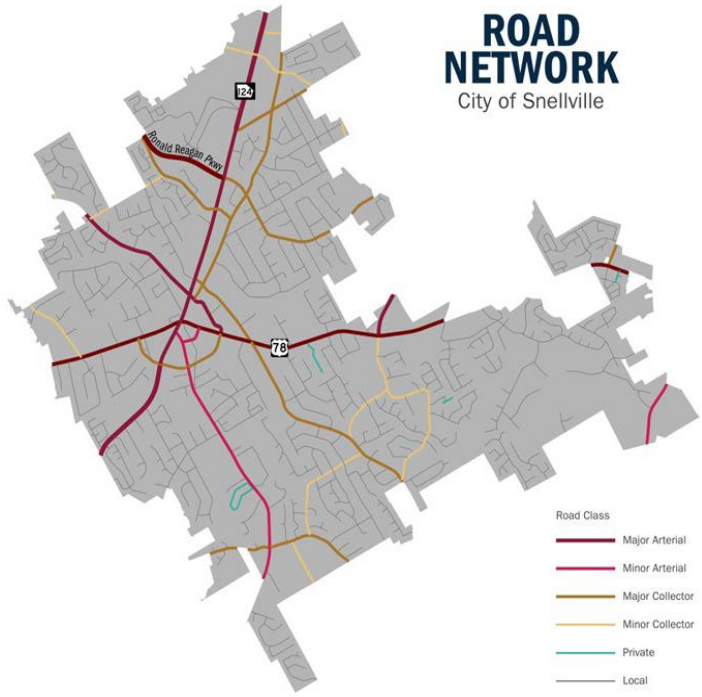 ROAD
NETWORK
City of Snellville
124
Ronald Reagan Pkwy
78
Road Class
Major Arterial
Minor Arterial
Major Collector
Minor Collector
Private
Local